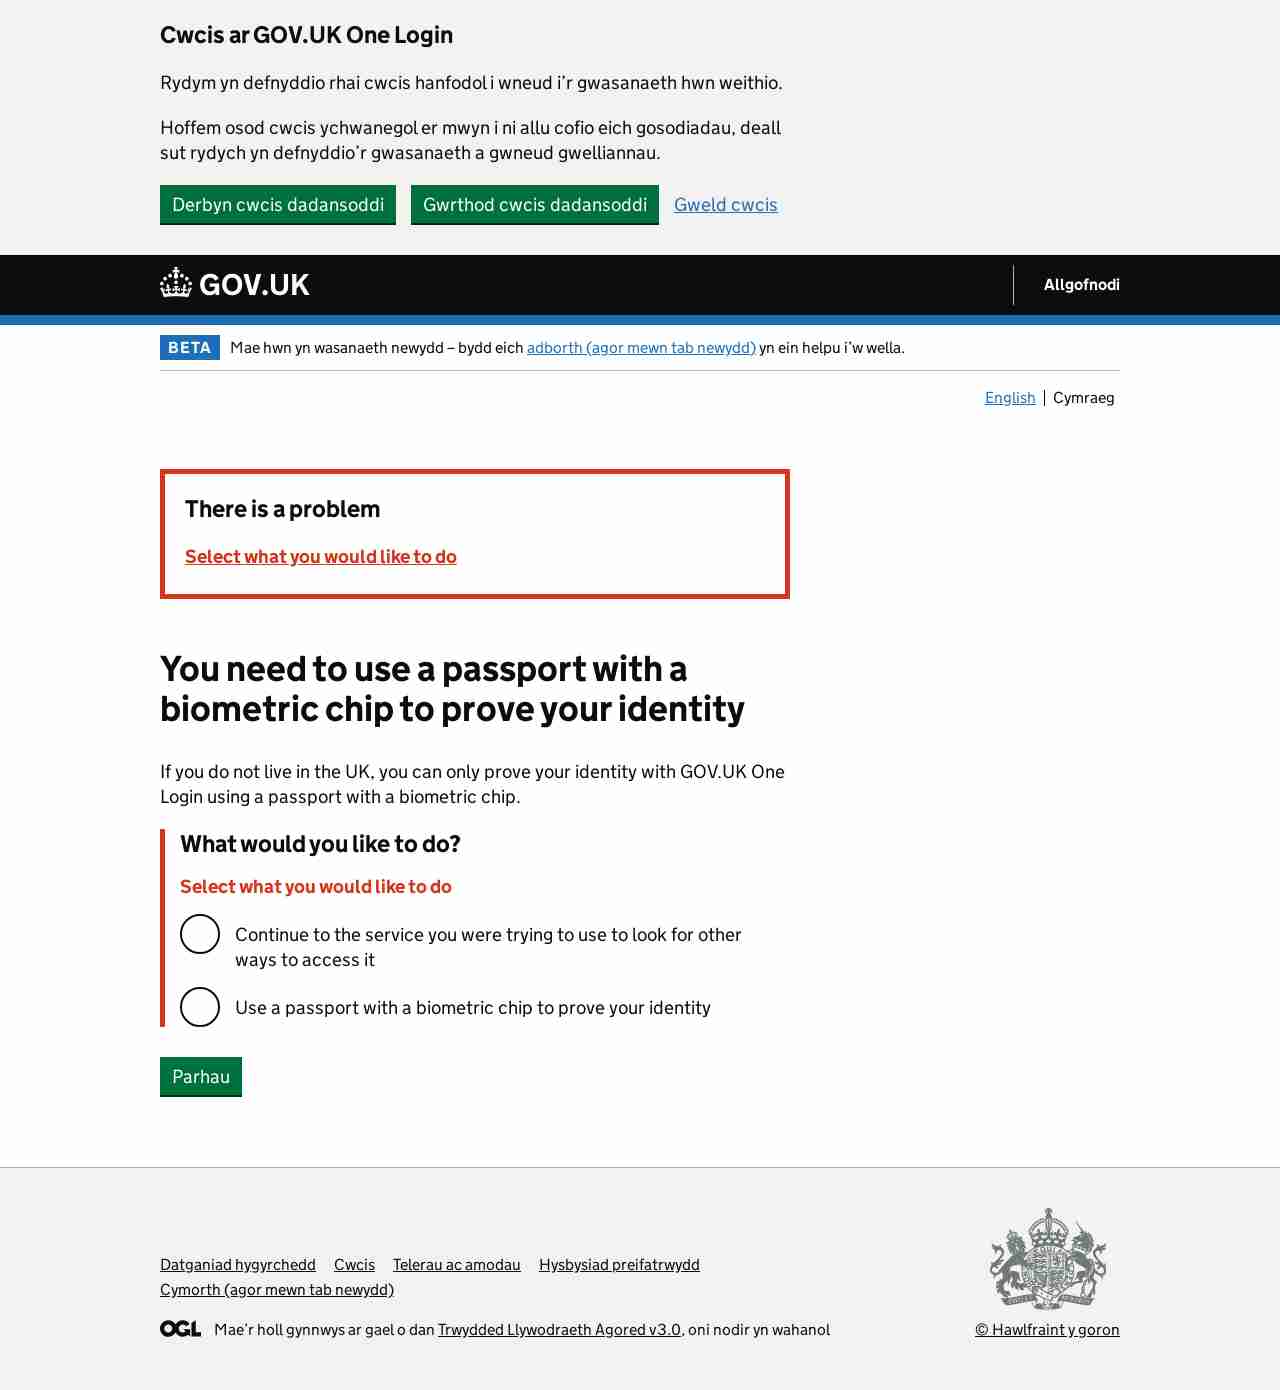 Cwcis ar GOV.UK One Login
Rydym yn defnyddio rhai cwcis hanfodol i wneud i’r gwasanaeth hwn weithio.
Hoffem osod cwcis ychwanegol er mwyn i ni allu cofio eich gosodiadau, deall
sut rydych yn defnyddio’r gwasanaeth a gwneud gwelliannau.
Derbyn cwcis dadansoddi Gwrthod cwcis dadansoddi Gweld cwcis
GOV.UK Allgofnodi
BETA Mae hwn yn wasanaeth newydd – bydd eich adborth (agor mewn tab newydd) yn ein helpu i’w wella.
English Cymraeg
There is a problem
Select what you would like to do
You need to use a passport with a
biometric chip to prove your identity
If you do not live in the UK, you can only prove your identity with GOV.UK One
Login using a passport with a biometric chip.
What would you like to do?
Select what you would like to do
Continue to the service you were trying to use to look for other
ways to access it
Use a passport with a biometric chip to prove your identity
Parhau
Datganiad hygyrchedd Cwcis Telerau ac amodau Hysbysiad preifatrwydd
Cymorth (agor mewn tab newydd)
OGL Mae’r holl gynnwys ar gael o dan Trwydded Llywodraeth Agored v3.0, oni nodir yn wahanol
© Hawlfraint y goron